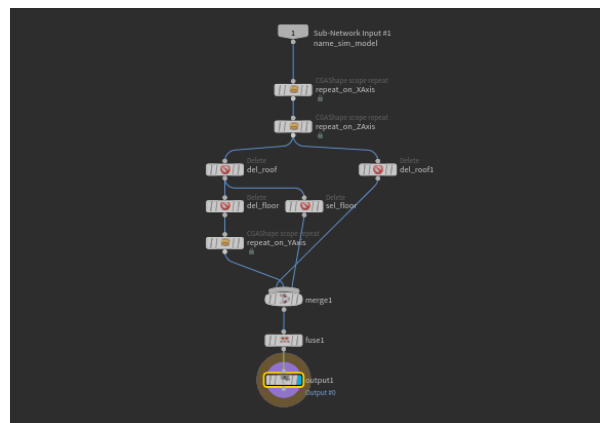 1
Sub-Network Input #1
name_sim_model
CGAShape scope repeat
repeat_on_XAxis
CGAShape scope repeat
repeat_on_ZAxis
Delete
del_roof
Delete
del_roof1
Delete
del_floor
Delete
sel_floor
CGAShape scope repeat
repeat_on_YAxis
merge1
fuse1
output1
Output #0